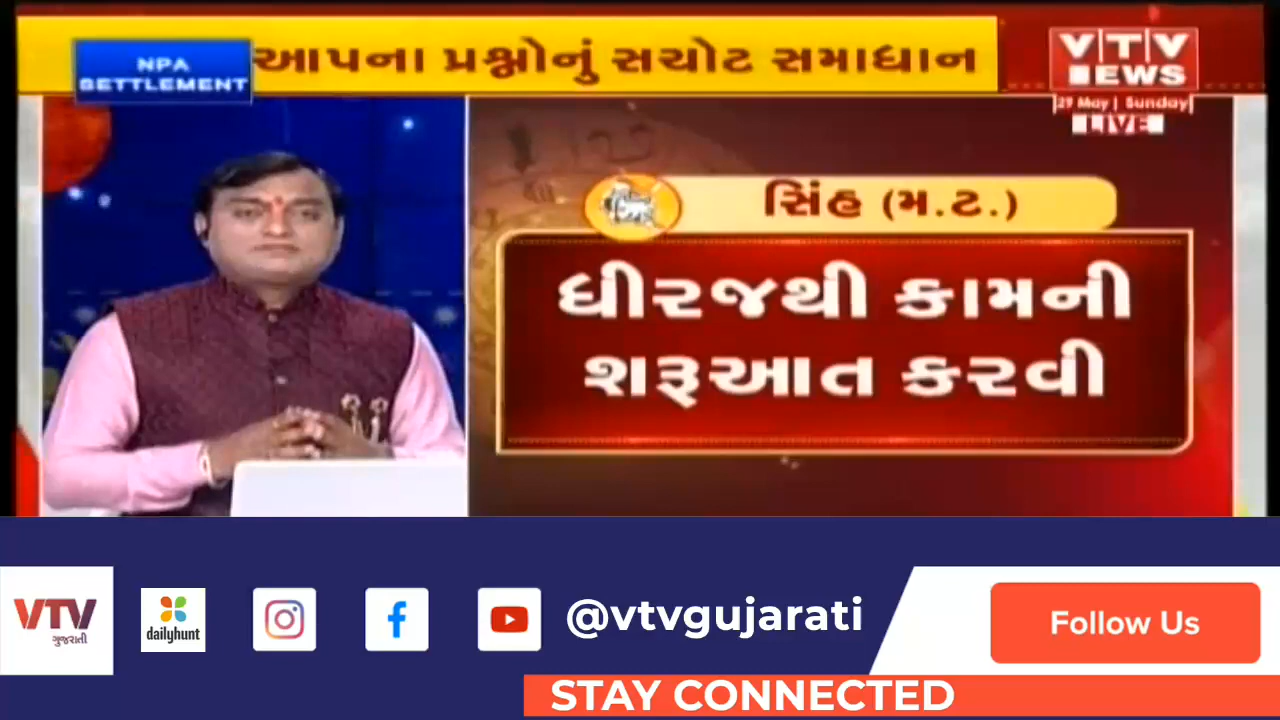 NPA
SETTLEMENT
આપના પ્રશ્નોનું સચોટ સમાધાન
VTV
NEWS
29 May | Sunday
LIVE
સિંહ (મ.ટ.)
ધીરજથી કામની
શરૂઆત કરવી
VTV
ગુજરાતી
dailyhunt
@vtvgujarati
Follow Us
STAY CONNECTED